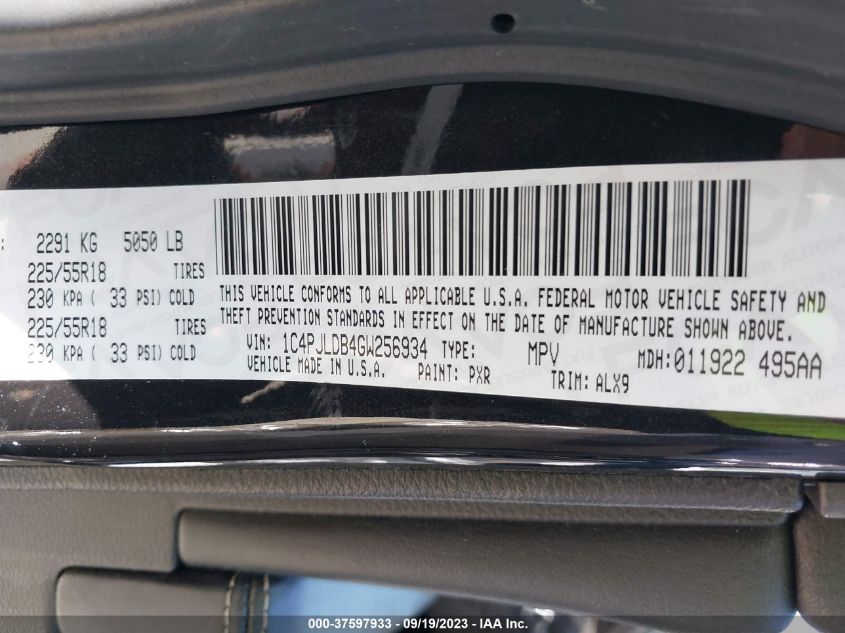 : 2291 KG 5050 LB
225/55R18 TIRES
230 KPA ( 33 PSI) COLD
225/55R18 TIRES
230 KPA ( 33 PSI) COLD
THIS VEHICLE CONFORMS TO ALL APPLICABLE U.S.A. FEDERAL MOTOR VEHICLE SAFETY AND
THEFT PREVENTION STANDARDS IN EFFECT ON THE DATE OF MANUFACTURE SHOWN ABOVE.
VIN: 1C4PJLDB4GW256934 TYPE: MPV MDH:011922 495AA
VEHICLE MADE IN U.S.A. PAINT: PXR TRIM: ALX9
000-37597933 - 09/19/2023 - IAA Inc.